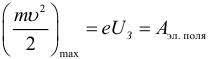 (mυ²/2)max = eUЗ = Aэл. поля